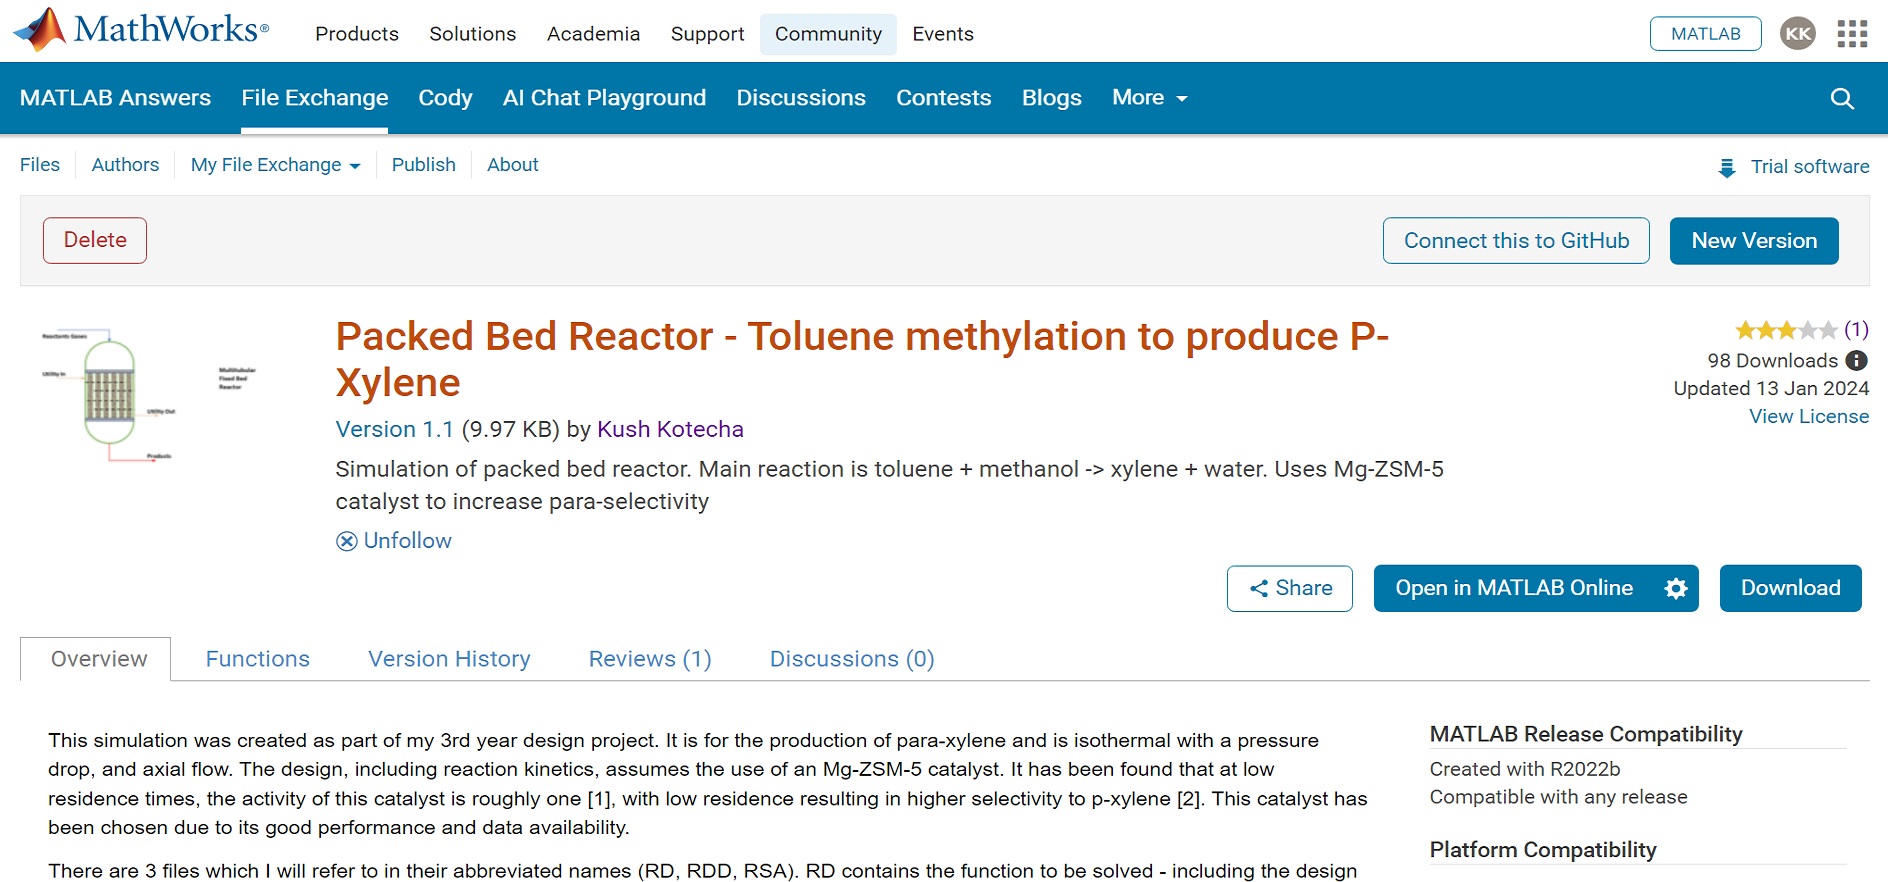 MathWorks®
Products Solutions Academia Support Community Events
MATLAB KK
MATLAB Answers File Exchange Cody AI Chat Playground Discussions Contests Blogs More
Files Authors My File Exchange Publish About
Trial software
Delete
Connect this to GitHub New Version
Reactants Gases
Utility In
Multitubular
Fixed Bed
Reactor
Utility Out
Products
Packed Bed Reactor - Toluene methylation to produce P-
Xylene
(1)
98 Downloads
Updated 13 Jan 2024
View License
Version 1.1 (9.97 KB) by Kush Kotecha
Simulation of packed bed reactor. Main reaction is toluene + methanol -> xylene + water. Uses Mg-ZSM-5
catalyst to increase para-selectivity
Unfollow
Share Open in MATLAB Online Download
Overview Functions Version History Reviews (1) Discussions (0)
This simulation was created as part of my 3rd year design project. It is for the production of para-xylene and is isothermal with a pressure
drop, and axial flow. The design, including reaction kinetics, assumes the use of an Mg-ZSM-5 catalyst. It has been found that at low
residence times, the activity of this catalyst is roughly one [1], with low residence resulting in higher selectivity to p-xylene [2]. This catalyst has
been chosen due to its good performance and data availability.
There are 3 files which I will refer to in their abbreviated names (RD, RDD, RSA). RD contains the function to be solved - including the design
MATLAB Release Compatibility
Created with R2022b
Compatible with any release
Platform Compatibility